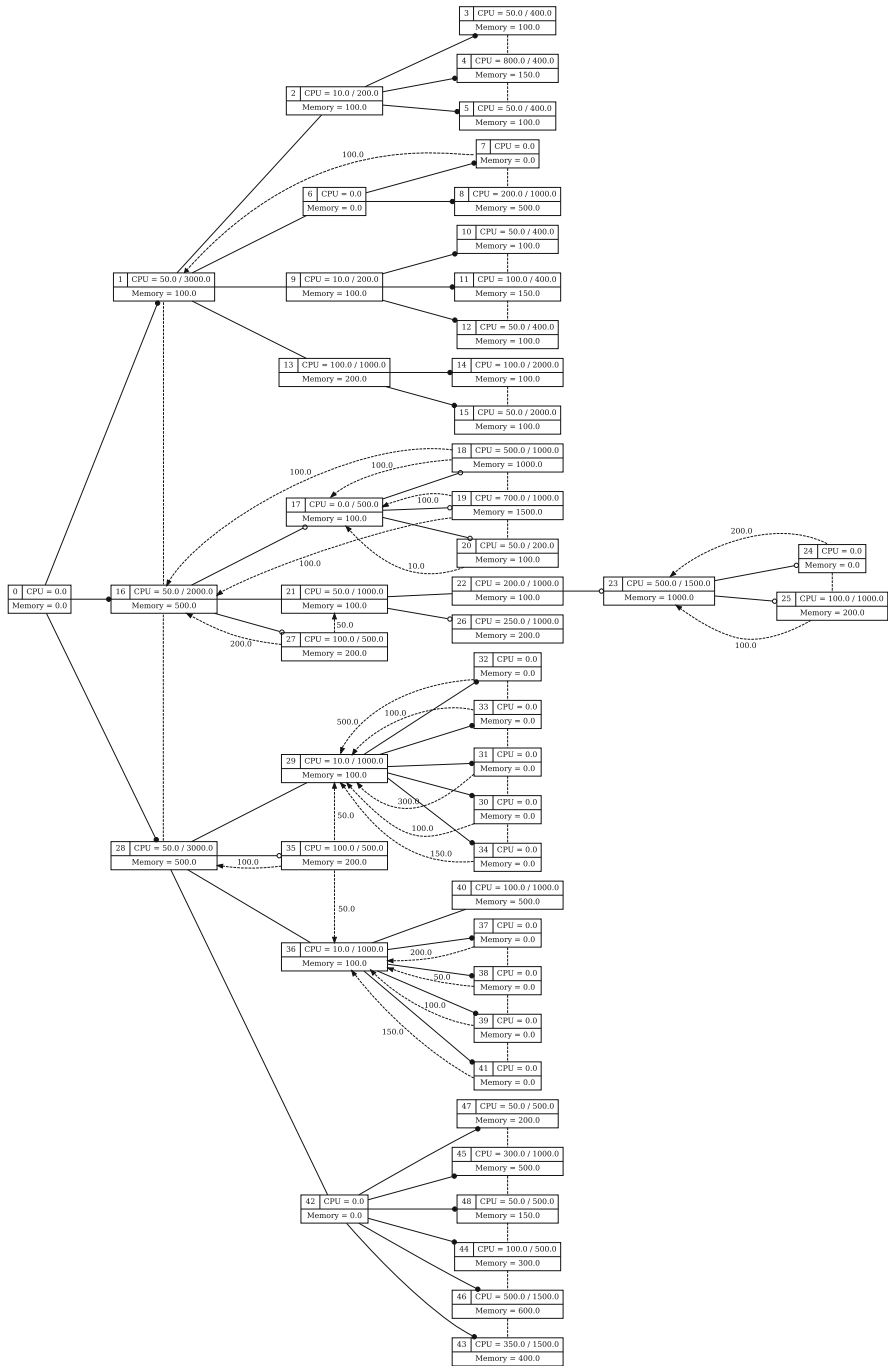 3 CPU = 50.0 / 400.0
Memory = 100.0
4 CPU = 800.0 / 400.0
Memory = 150.0
2 CPU = 10.0 / 200.0
Memory = 100.0
5 CPU = 50.0 / 400.0
Memory = 100.0
7 CPU = 0.0
Memory = 0.0
100.0
6 CPU = 0.0
Memory = 0.0
8 CPU = 200.0 / 1000.0
Memory = 500.0
10 CPU = 50.0 / 400.0
Memory = 100.0
1 CPU = 50.0 / 3000.0
Memory = 100.0
9 CPU = 10.0 / 200.0
Memory = 100.0
11 CPU = 100.0 / 400.0
Memory = 150.0
12 CPU = 50.0 / 400.0
Memory = 100.0
13 CPU = 100.0 / 1000.0
Memory = 200.0
14 CPU = 100.0 / 2000.0
Memory = 100.0
15 CPU = 50.0 / 2000.0
Memory = 100.0
18 CPU = 500.0 / 1000.0
Memory = 1000.0
100.0
100.0
17 CPU = 0.0 / 500.0
Memory = 100.0
100.0
19 CPU = 700.0 / 1000.0
Memory = 1500.0
20 CPU = 50.0 / 200.0
Memory = 100.0
100.0
10.0
200.0
24 CPU = 0.0
Memory = 0.0
0 CPU = 0.0
Memory = 0.0
16 CPU = 50.0 / 2000.0
Memory = 500.0
21 CPU = 50.0 / 1000.0
Memory = 100.0
22 CPU = 200.0 / 1000.0
Memory = 100.0
23 CPU = 500.0 / 1500.0
Memory = 1000.0
25 CPU = 100.0 / 1000.0
Memory = 200.0
50.0
26 CPU = 250.0 / 1000.0
Memory = 200.0
200.0
27 CPU = 100.0 / 500.0
Memory = 200.0
100.0
32 CPU = 0.0
Memory = 0.0
33 CPU = 0.0
Memory = 0.0
500.0
100.0
29 CPU = 10.0 / 1000.0
Memory = 100.0
31 CPU = 0.0
Memory = 0.0
300.0
30 CPU = 0.0
Memory = 0.0
50.0
100.0
28 CPU = 50.0 / 3000.0
Memory = 500.0
100.0
35 CPU = 100.0 / 500.0
Memory = 200.0
150.0
34 CPU = 0.0
Memory = 0.0
40 CPU = 100.0 / 1000.0
Memory = 500.0
50.0
37 CPU = 0.0
Memory = 0.0
36 CPU = 10.0 / 1000.0
Memory = 100.0
200.0
38 CPU = 0.0
Memory = 0.0
50.0
100.0
39 CPU = 0.0
Memory = 0.0
150.0
41 CPU = 0.0
Memory = 0.0
47 CPU = 50.0 / 500.0
Memory = 200.0
45 CPU = 300.0 / 1000.0
Memory = 500.0
42 CPU = 0.0
Memory = 0.0
48 CPU = 50.0 / 500.0
Memory = 150.0
44 CPU = 100.0 / 500.0
Memory = 300.0
46 CPU = 500.0 / 1500.0
Memory = 600.0
43 CPU = 350.0 / 1500.0
Memory = 400.0